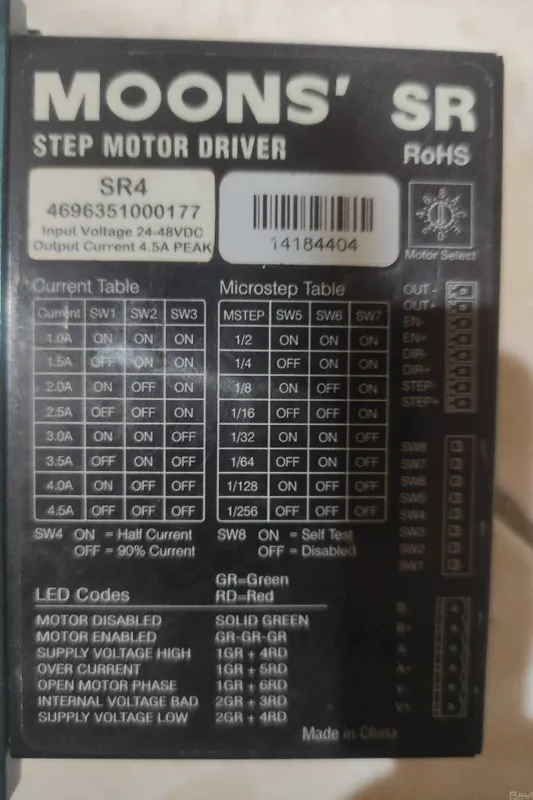 MOONS' SR
STEP MOTOR DRIVER
RoHS
SR4
4696351000177
Input Voltage 24-48VDC
Output Current 4.5A PEAK
14184404
Motor Select
Current Table
Current SW1 SW2 SW3
1.0A ON ON ON
1.5A OFF ON ON
2.0A ON OFF ON
2.5A OFF OFF ON
3.0A ON ON OFF
3.5A OFF ON OFF
4.0A ON OFF OFF
4.5A OFF OFF OFF
SW4 ON = Half Current
OFF = 90% Current
Microstep Table
MSTEP SW5 SW6 SW7
1/2 ON ON ON
1/4 OFF ON ON
1/8 ON OFF ON
1/16 OFF OFF ON
1/32 ON ON OFF
1/64 OFF ON OFF
1/128 ON OFF OFF
1/256 OFF OFF OFF
SW8 ON = Self Test
OFF = Disabled
OUT-
OUT+
EN-
EN+
DIR-
DIR+
STEP-
STEP+
SW8
SW7
SW6
SW5
SW4
SW3
SW2
SW1
B-
B+
A-
A+
V-
V+
LED Codes
GR=Green
RD=Red
MOTOR DISABLED SOLID GREEN
MOTOR ENABLED GR-GR-GR
SUPPLY VOLTAGE HIGH 1GR + 4RD
OVER CURRENT 1GR + 5RD
OPEN MOTOR PHASE 1GR + 6RD
INTERNAL VOLTAGE BAD 2GR + 3RD
SUPPLY VOLTAGE LOW 2GR + 4RD
Made in China